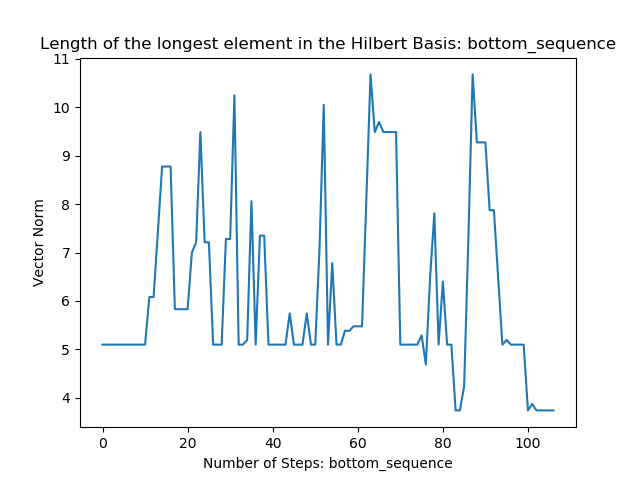 Length of the longest element in the Hilbert Basis: bottom_sequence
11
10
9
8
7
6
5
4
Vector Norm
0 20 40 60 80 100
Number of Steps: bottom_sequence